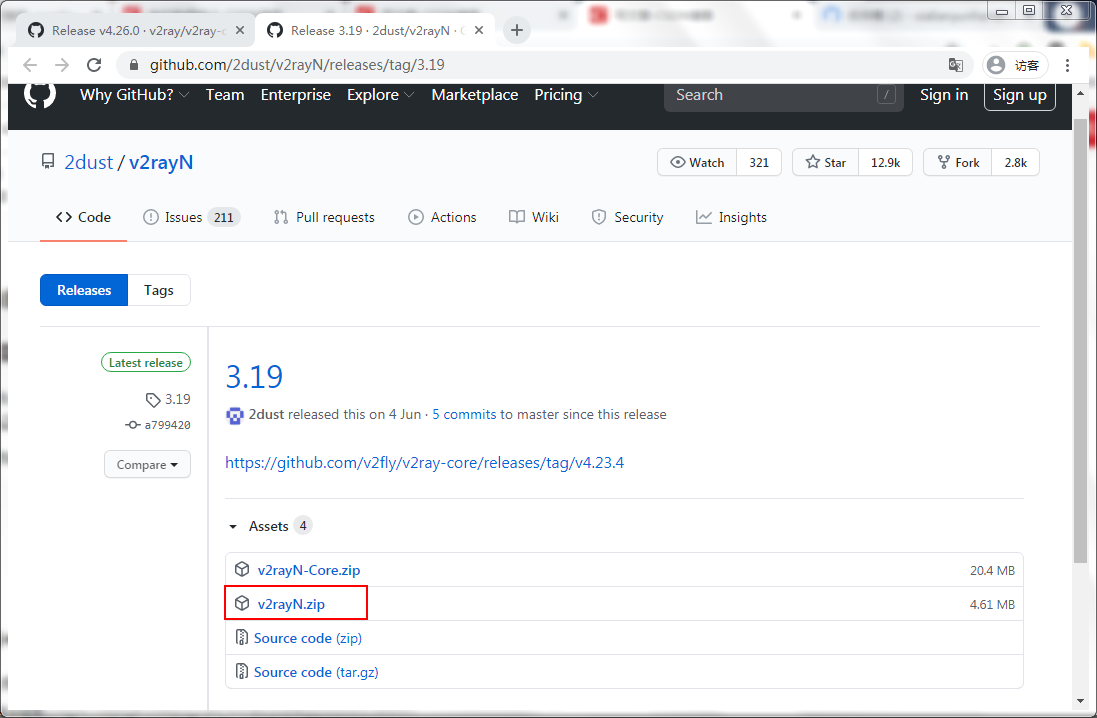 Release v4.26.0 · v2ray/v2ray-c
Release 3.19 · 2dust/v2rayN ·
github.com/2dust/v2rayN/releases/tag/3.19
访客
Why GitHub? Team Enterprise Explore Marketplace Pricing Search / Sign in Sign up
2dust / v2rayN
Watch 321 Star 12.9k Fork 2.8k
Code Issues 211 Pull requests Actions Wiki Security Insights
Releases Tags
Latest release
3.19
a799420
Compare
3.19
2dust released this on 4 Jun · 5 commits to master since this release
https://github.com/v2fly/v2ray-core/releases/tag/v4.23.4
Assets 4
v2rayN-Core.zip 20.4 MB
v2rayN.zip 4.61 MB
Source code (zip)
Source code (tar.gz)